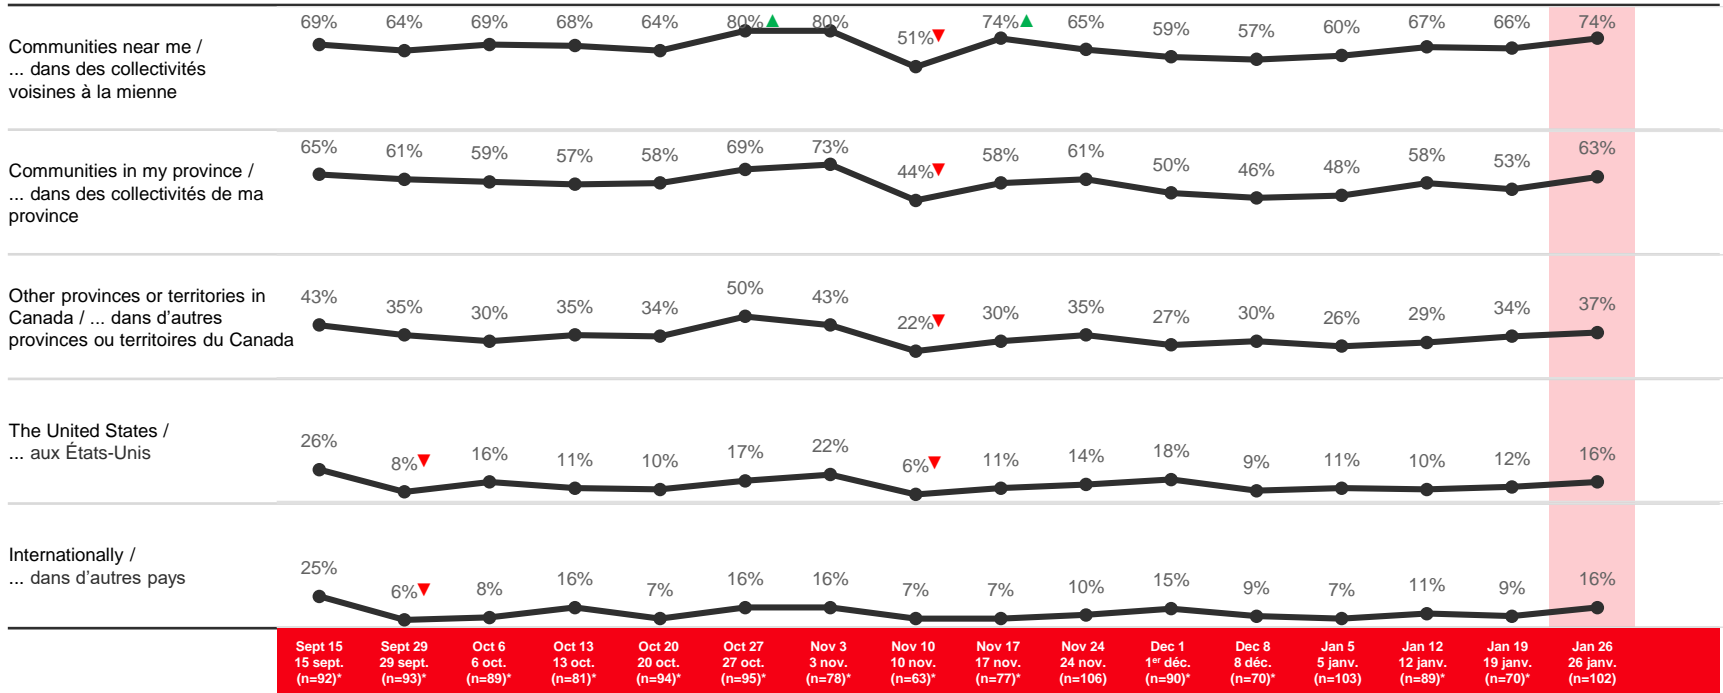 Communities near me /
... dans des collectivités
voisines à la mienne
69% 64% 69% 68% 64% 80%▲ 80% 51%▼ 74%▲ 65% 59% 57% 60% 67% 66% 74%
Communities in my province /
... dans des collectivités de ma
province
65% 61% 59% 57% 58% 69% 73% 44%▼ 58% 61% 50% 46% 48% 58% 53% 63%
Other provinces or territories in
Canada / ... dans d'autres
provinces ou territoires du Canada
43% 35% 30% 35% 34% 50% 43% 22%▼ 30% 35% 27% 30% 26% 29% 34% 37%
The United States /
... aux États-Unis
26% 8%▼ 16% 11% 10% 17% 22% 6%▼ 11% 14% 18% 9% 11% 10% 12% 16%
Internationally /
... dans d'autres pays
25% 6%▼ 8% 16% 7% 16% 16% 7% 7% 10% 15% 9% 7% 11% 9% 16%
Sept 15 Sept 29 Oct 6 Oct 13 Oct 20 Oct 27 Nov 3 Nov 10 Nov 17 Nov 24 Dec 1 Dec 8 Jan 5 Jan 12 Jan 19 Jan 26
15 sept. 29 sept. 6 oct. 13 oct. 20 oct. 27 oct. 3 nov. 10 nov. 17 nov. 24 nov. 1er déc. 8 déc. 5 janv. 12 janv. 19 janv. 26 janv.
(n=92)* (n=93)* (n=89)* (n=81)* (n=94)* (n=95)* (n=78)* (n=63)* (n=77)* (n=106) (n=90)* (n=70)* (n=103) (n=89)* (n=70)* (n=102)